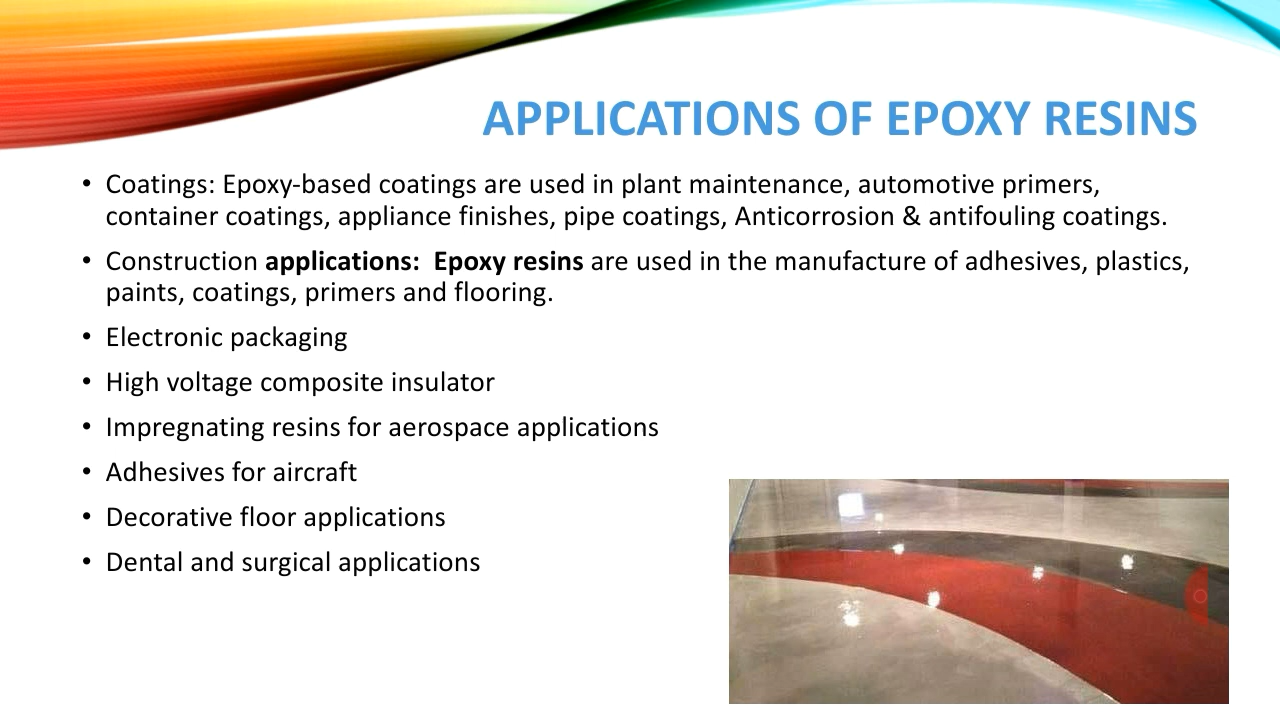 APPLICATIONS OF EPOXY RESINS
• Coatings: Epoxy-based coatings are used in plant maintenance, automotive primers,
container coatings, appliance finishes, pipe coatings, Anticorrosion & antifouling coatings.
• Construction applications:  Epoxy resins are used in the manufacture of adhesives, plastics,
paints, coatings, primers and flooring.
• Electronic packaging
• High voltage composite insulator
• Impregnating resins for aerospace applications
• Adhesives for aircraft
• Decorative floor applications
• Dental and surgical applications